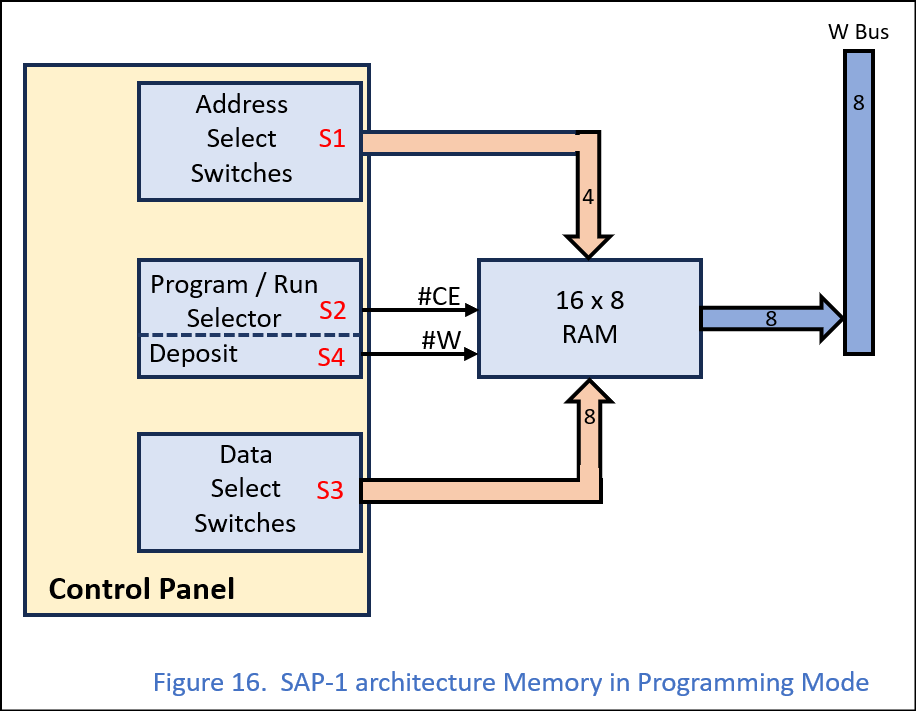 W Bus
8
Address
Select S1
Switches
4
Program / Run
Selector S2
Deposit S4
#CE
#W
16 x 8
RAM
8
8
Data
Select S3
Switches
Control Panel
Figure 16. SAP-1 architecture Memory in Programming Mode